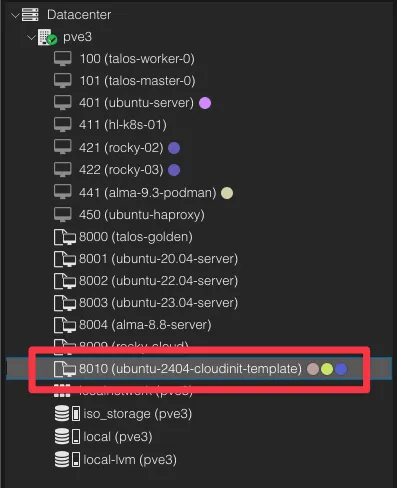 Datacenter
pve3
100 (talos-worker-0)
101 (talos-master-0)
401 (ubuntu-server)
411 (hl-k8s-01)
421 (rocky-02)
422 (rocky-03)
441 (alma-9.3-podman)
450 (ubuntu-haproxy)
8000 (talos-golden)
8001 (ubuntu-20.04-server)
8002 (ubuntu-22.04-server)
8003 (ubuntu-23.04-server)
8004 (alma-8.8-server)
8009 (rocky-cloud)
8010 (ubuntu-2404-cloudinit-template)
localnetwork (pve3)
iso_storage (pve3)
local (pve3)
local-lvm (pve3)